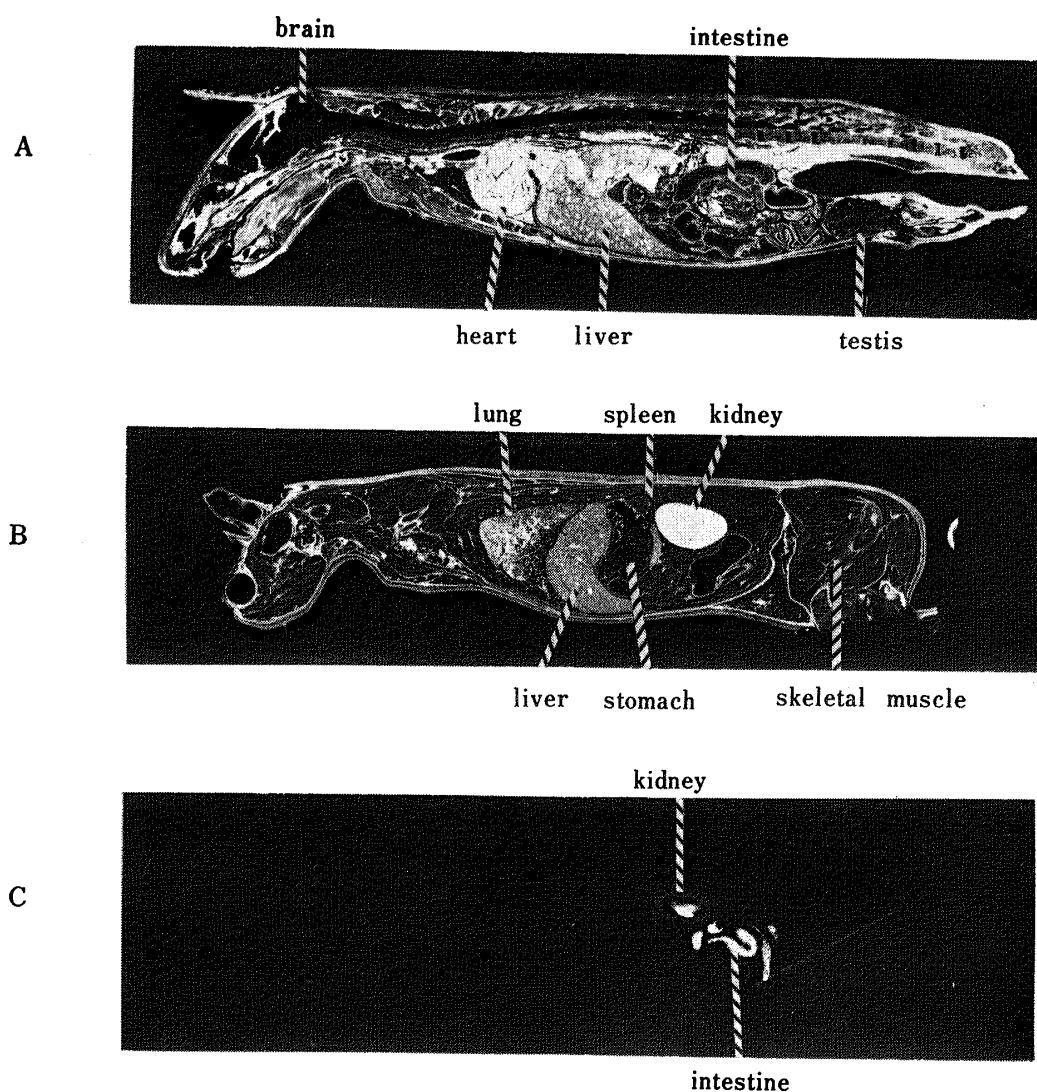 brain intestine
A
heart liver testis
lung spleen kidney
B
liver stomach skeletal muscle
kidney
C
intestine